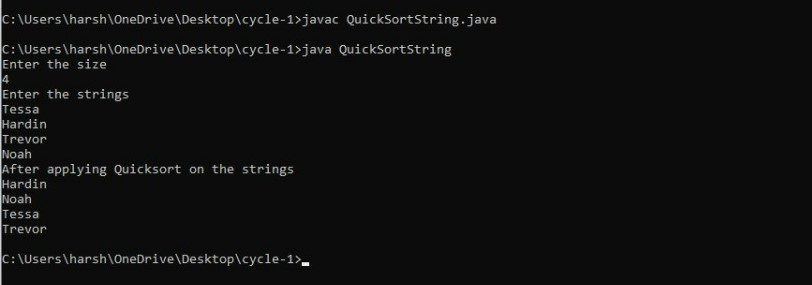 C:\Users\harsh\OneDrive\Desktop\cycle-1>javac QuickSortString.java
C:\Users\harsh\OneDrive\Desktop\cycle-1>java QuickSortString
Enter the size
4
Enter the strings
Tessa
Hardin
Trevor
Noah
After applying Quicksort on the strings
Hardin
Noah
Tessa
Trevor
C:\Users\harsh\OneDrive\Desktop\cycle-1>